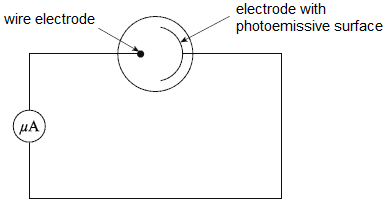 wire electrode
electrode with
photoemissive surface
µA